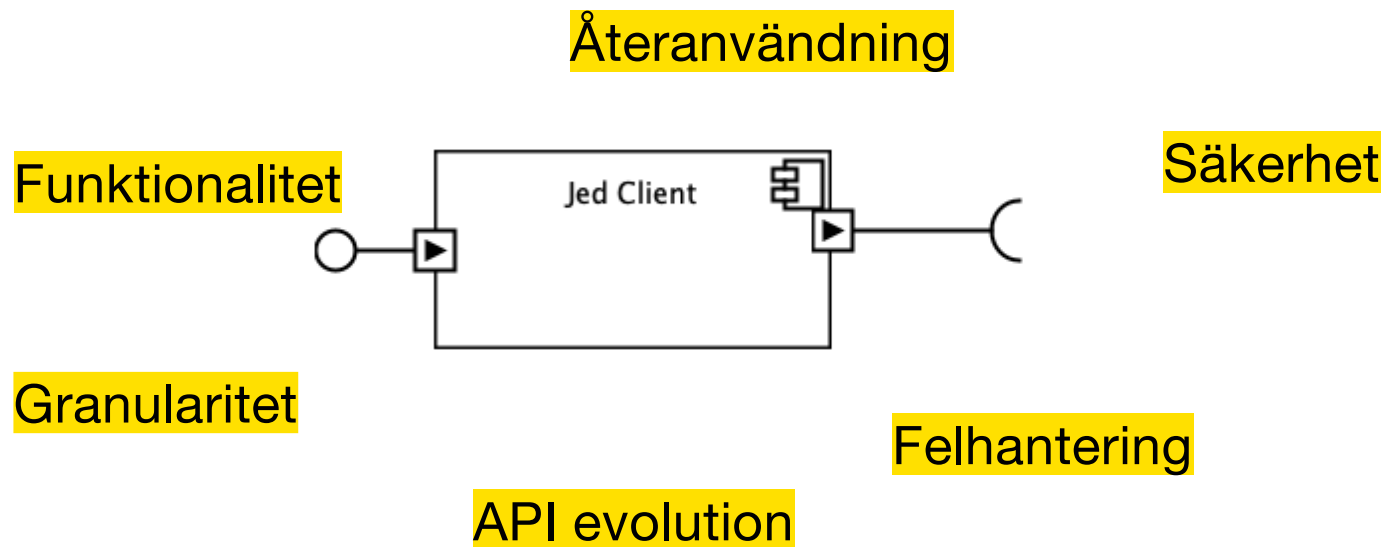 Återanvändning
Säkerhet
Funktionalitet
Jed Client
Granularitet
Felhantering
API evolution